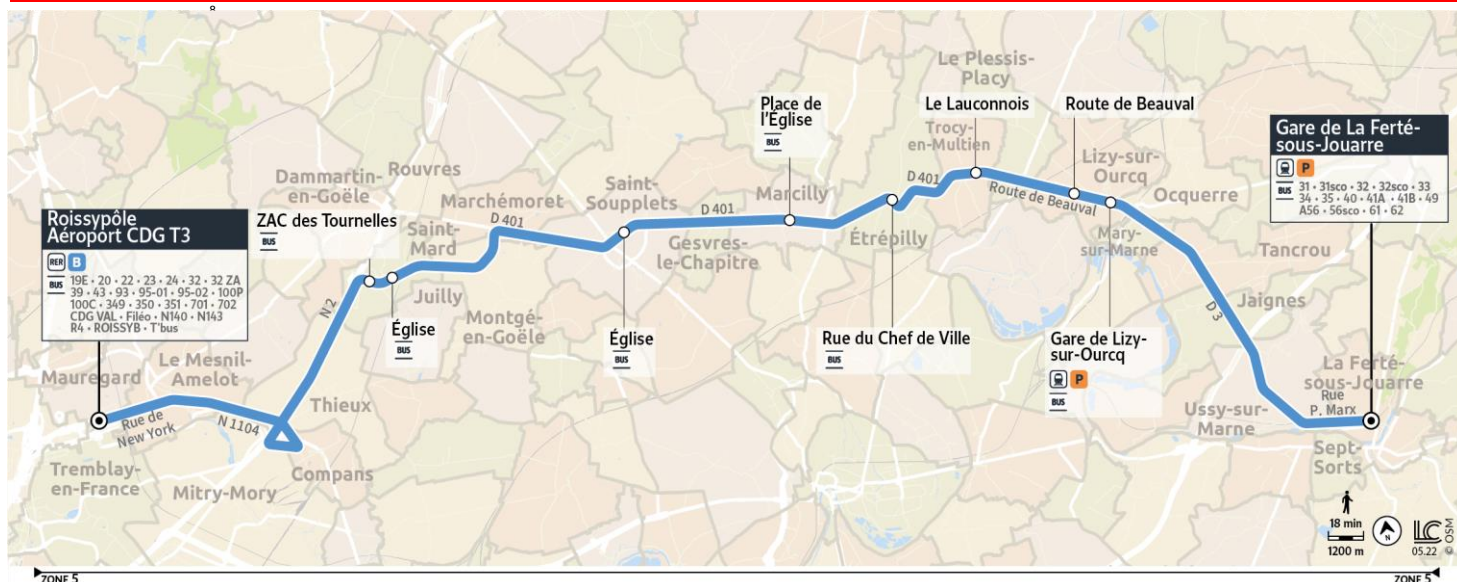 Le Plessis-
Placy
Place de
l'Église
BUS
Le Lauconnois
Route de Beauval
Gare de La Ferté-
sous-Jouarre
P
BUS 31 • 31sco • 32 • 32sco • 33
34 • 35 • 40 • 41A • 41B • 49
A56 • 56sco • 61 • 62
Trocy-
en-Multien
Lizy-sur-
Ourcq
Ocquerre
Rouvres
Dammartin-
en-Goële
Marchémoret
Saint-
Soupplets
Marcilly
D 401
Route de Beauval
Roissypôle
Aéroport CDG T3
RER B
BUS 19E • 20 • 22 • 23 • 24 • 32 • 32 ZA
39 • 43 • 93 • 95-01 • 95-02 • 100P
100C • 349 • 350 • 351 • 701 • 702
CDG VAL • Filéo • N140 • N143
R4 • ROISSYB • T'bus
ZAC des Tournelles
BUS
Saint-
Mard
D 401
D 401
Gesvres-
le-Chapitre
Étrépilly
Mary-
sur-Marne
Tancrou
Juilly
N 2
Montgé-
en-Goële
Église
BUS
Église
BUS
Rue du Chef de Ville
BUS
Gare de Lizy-
sur-Ourcq
P
BUS
D 3
Jaignes
Le Mesnil-
Amelot
Mauregard
Thieux
Rue de
New York
N 1104
La Ferté-
sous-Jouarre
Rue
P. Marx
Ussy-sur-
Marne
Sept-
Sorts
Tremblay-
en-France
Mitry-Mory
Compans
18 min
1200 m
N
LC
05.22
© OSM
ZONE 5
ZONE 5